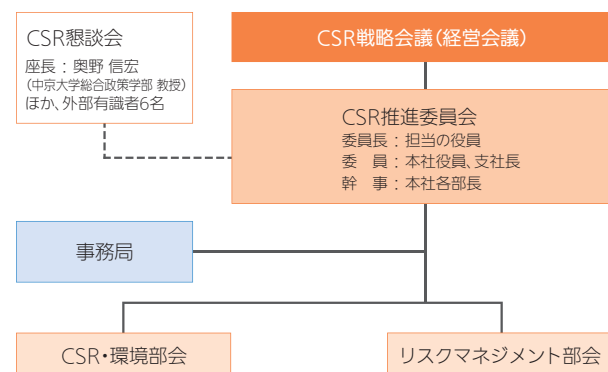 CSR懇談会
座長：奥野 信宏
（中京大学総合政策学部 教授）
ほか、外部有識者6名
CSR戦略会議（経営会議）
CSR推進委員会
委員長：担当の役員
委　員：本社役員、支社長
幹　事：本社各部長
事務局
CSR・環境部会
リスクマネジメント部会